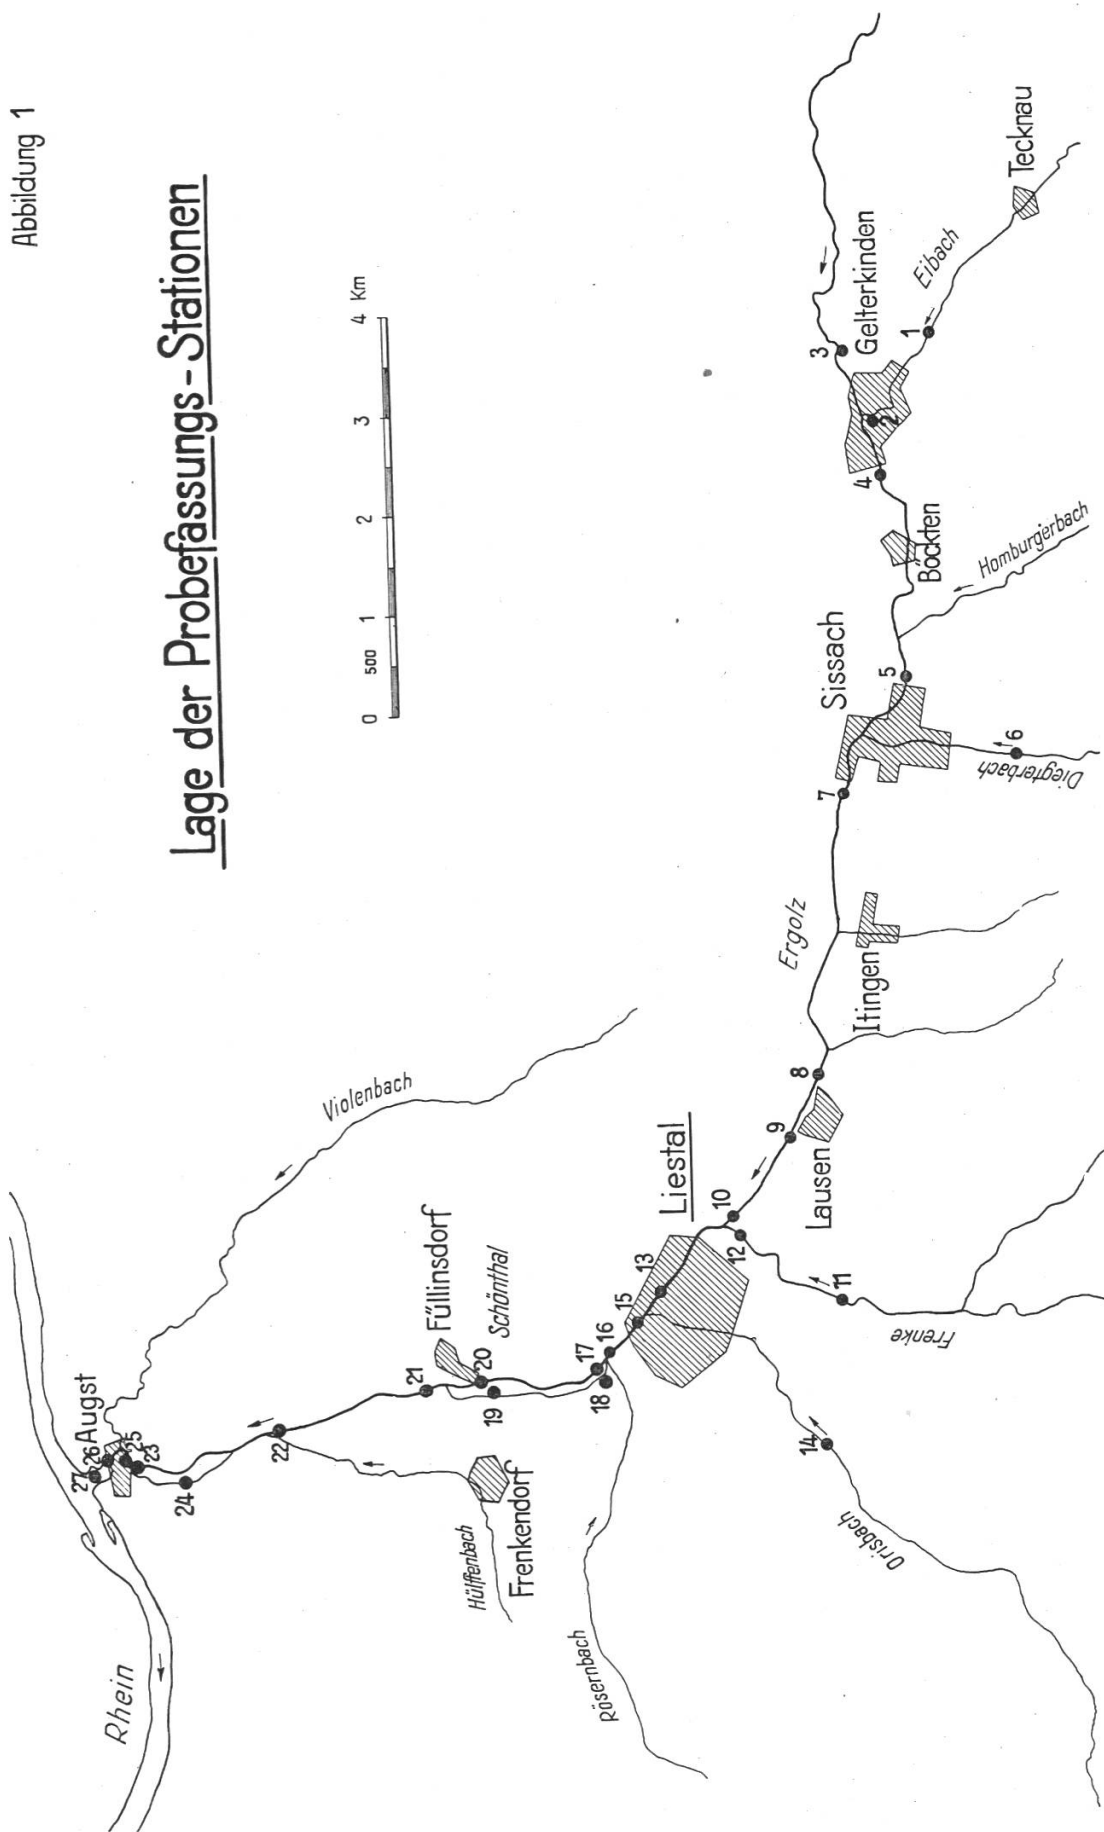 Abbildung 1
Lage der Probefassungs-Stationen
0
500
1
2
3
4 Km
Rhein
27
26
Augst
25
23
24
22
Violenbach
21
Füllinsdorf
20
Schönthal
19
Hülffenbach
Frenkendorf
17
16
18
Rösernbach
15
13
Liestal
14
Orisbach
10
12
11
Frenke
9
Lausen
8
Ergolz
Itingen
7
Sissach
5
6
Diegterbach
Homburgerbach
Böckten
4
2
3
Gelterkinden
1
Eibach
Tecknau